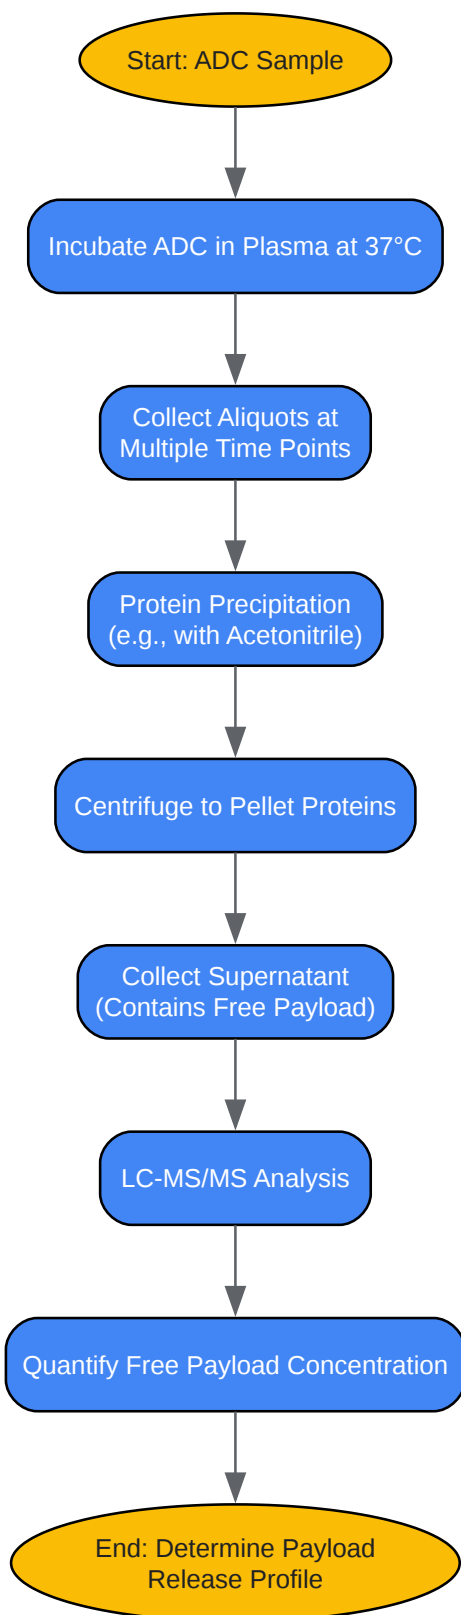 Start: ADC Sample
Incubate ADC in Plasma at 37°C
Collect Aliquots at
Multiple Time Points
Protein Precipitation
(e.g., with Acetonitrile)
Centrifuge to Pellet Proteins
Collect Supernatant
(Contains Free Payload)
LC-MS/MS Analysis
Quantify Free Payload Concentration
End: Determine Payload
Release Profile